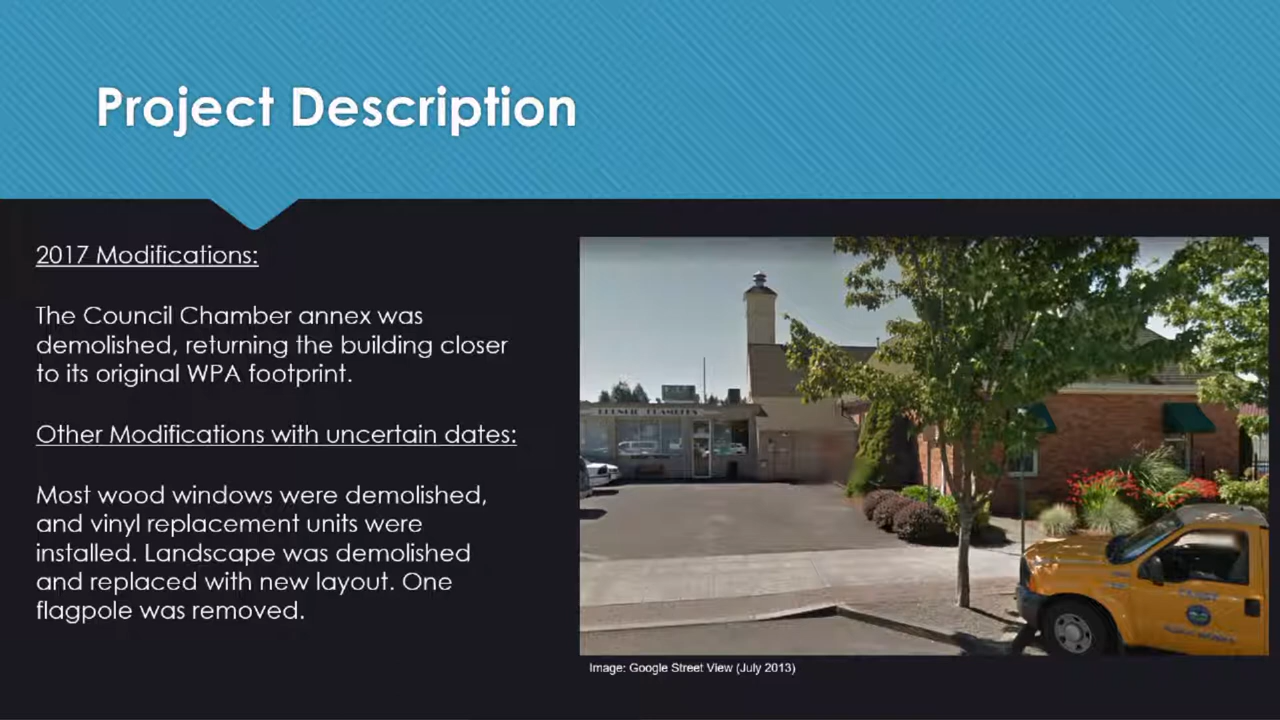 Project Description
2017 Modifications:
The Council Chamber annex was
demolished, returning the building closer
to its original WPA footprint.
Other Modifications with uncertain dates:
Most wood windows were demolished,
and vinyl replacement units were
installed. Landscape was demolished
and replaced with new layout. One
flagpole was removed.
COUNCIL CHAMBERS
Image: Google Street View (July 2013)